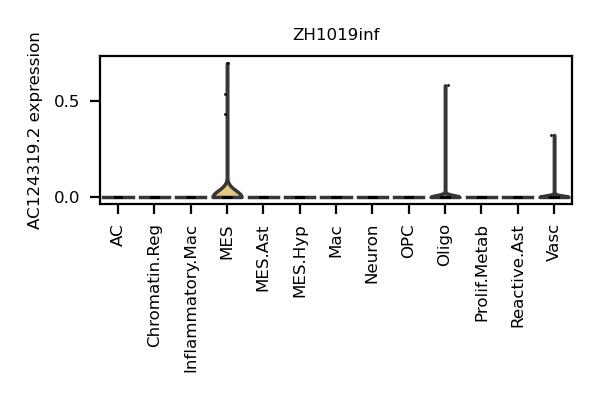 ZH1019inf
AC124319.2 expression
0.5
0.0
AC
Chromatin.Reg
Inflammatory.Mac
MES
MES.Ast
MES.Hyp
Mac
Neuron
OPC
Oligo
Prolif.Metab
Reactive.Ast
Vasc